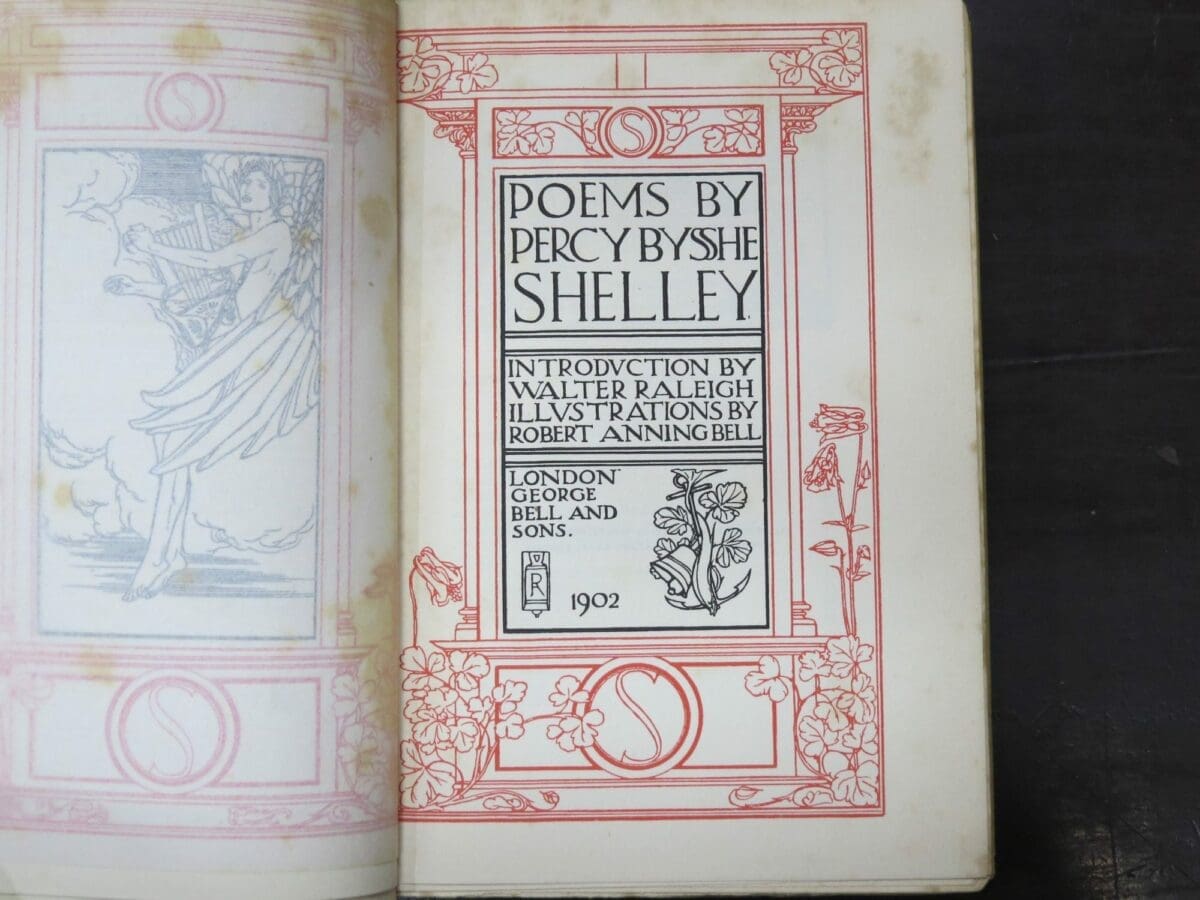 S
S
S
POEMS BY
PERCY BYSSHE
SHELLEY.
INTRODVCTION BY
WALTER RALEIGH
ILLVSTRATIONS BY
ROBERT ANNING BELL
LONDON
GEORGE
BELL AND
SONS.
R
1902
S